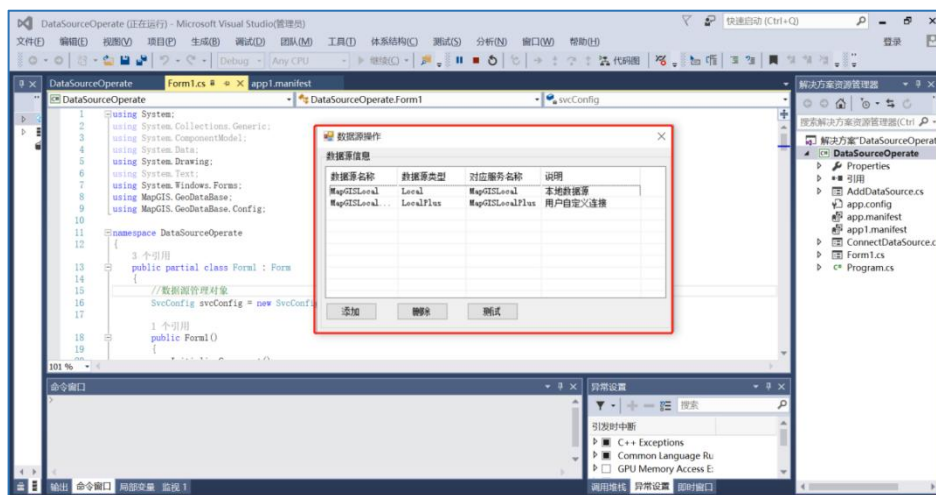 DataSourceOperate (正在运行) - Microsoft Visual Studio(管理员)
快速启动 (Ctrl+Q)
文件(F) 编辑(E) 视图(V) 项目(P) 生成(B) 调试(D) 团队(M) 工具(T) 体系结构(C) 测试(S) 分析(N) 窗口(W) 帮助(H)
登录
Debug Any CPU 继续(C) 代码图
DataSourceOperate Form1.cs app1.manifest
DataSourceOperate DataSourceOperate.Form1 svcConfig
1 using System;
2 using System.Collections.Generic;
3 using System.ComponentModel;
4 using System.Data;
5 using System.Drawing;
6 using System.Text;
7 using System.Windows.Forms;
8 using MapGIS.GeoDataBase;
9 using MapGIS.GeoDataBase.Config;
10
11 namespace DataSourceOperate
12 {
3 个引用
13 public partial class Form1 : Form
14 {
15 //数据源管理对象
16 SvcConfig svcConfig = new SvcConfi
17
1 个引用
18 public Form1()
19 {
101 %
数据源操作
数据源信息
数据源名称 数据源类型 对应服务名称 说明
MapGISLocal Local MapGISLocal 本地数据源
MapGISLocal... LocalPlus MapGISLocalPlus 用户自定义连接
添加 删除 测试
解决方案资源管理器
搜索解决方案资源管理器(Ctrl
解决方案"DataSourceOperat
DataSourceOperate
Properties
引用
AddDataSource.cs
app.config
app.manifest
app1.manifest
ConnectDataSource.c
Form1.cs
Program.cs
命令窗口
>
异常设置
搜索
引发时中断
C++ Exceptions
Common Language Ru
GPU Memory Access E:
输出 命令窗口 局部变量 监视 1
调用堆栈 异常设置 即时窗口